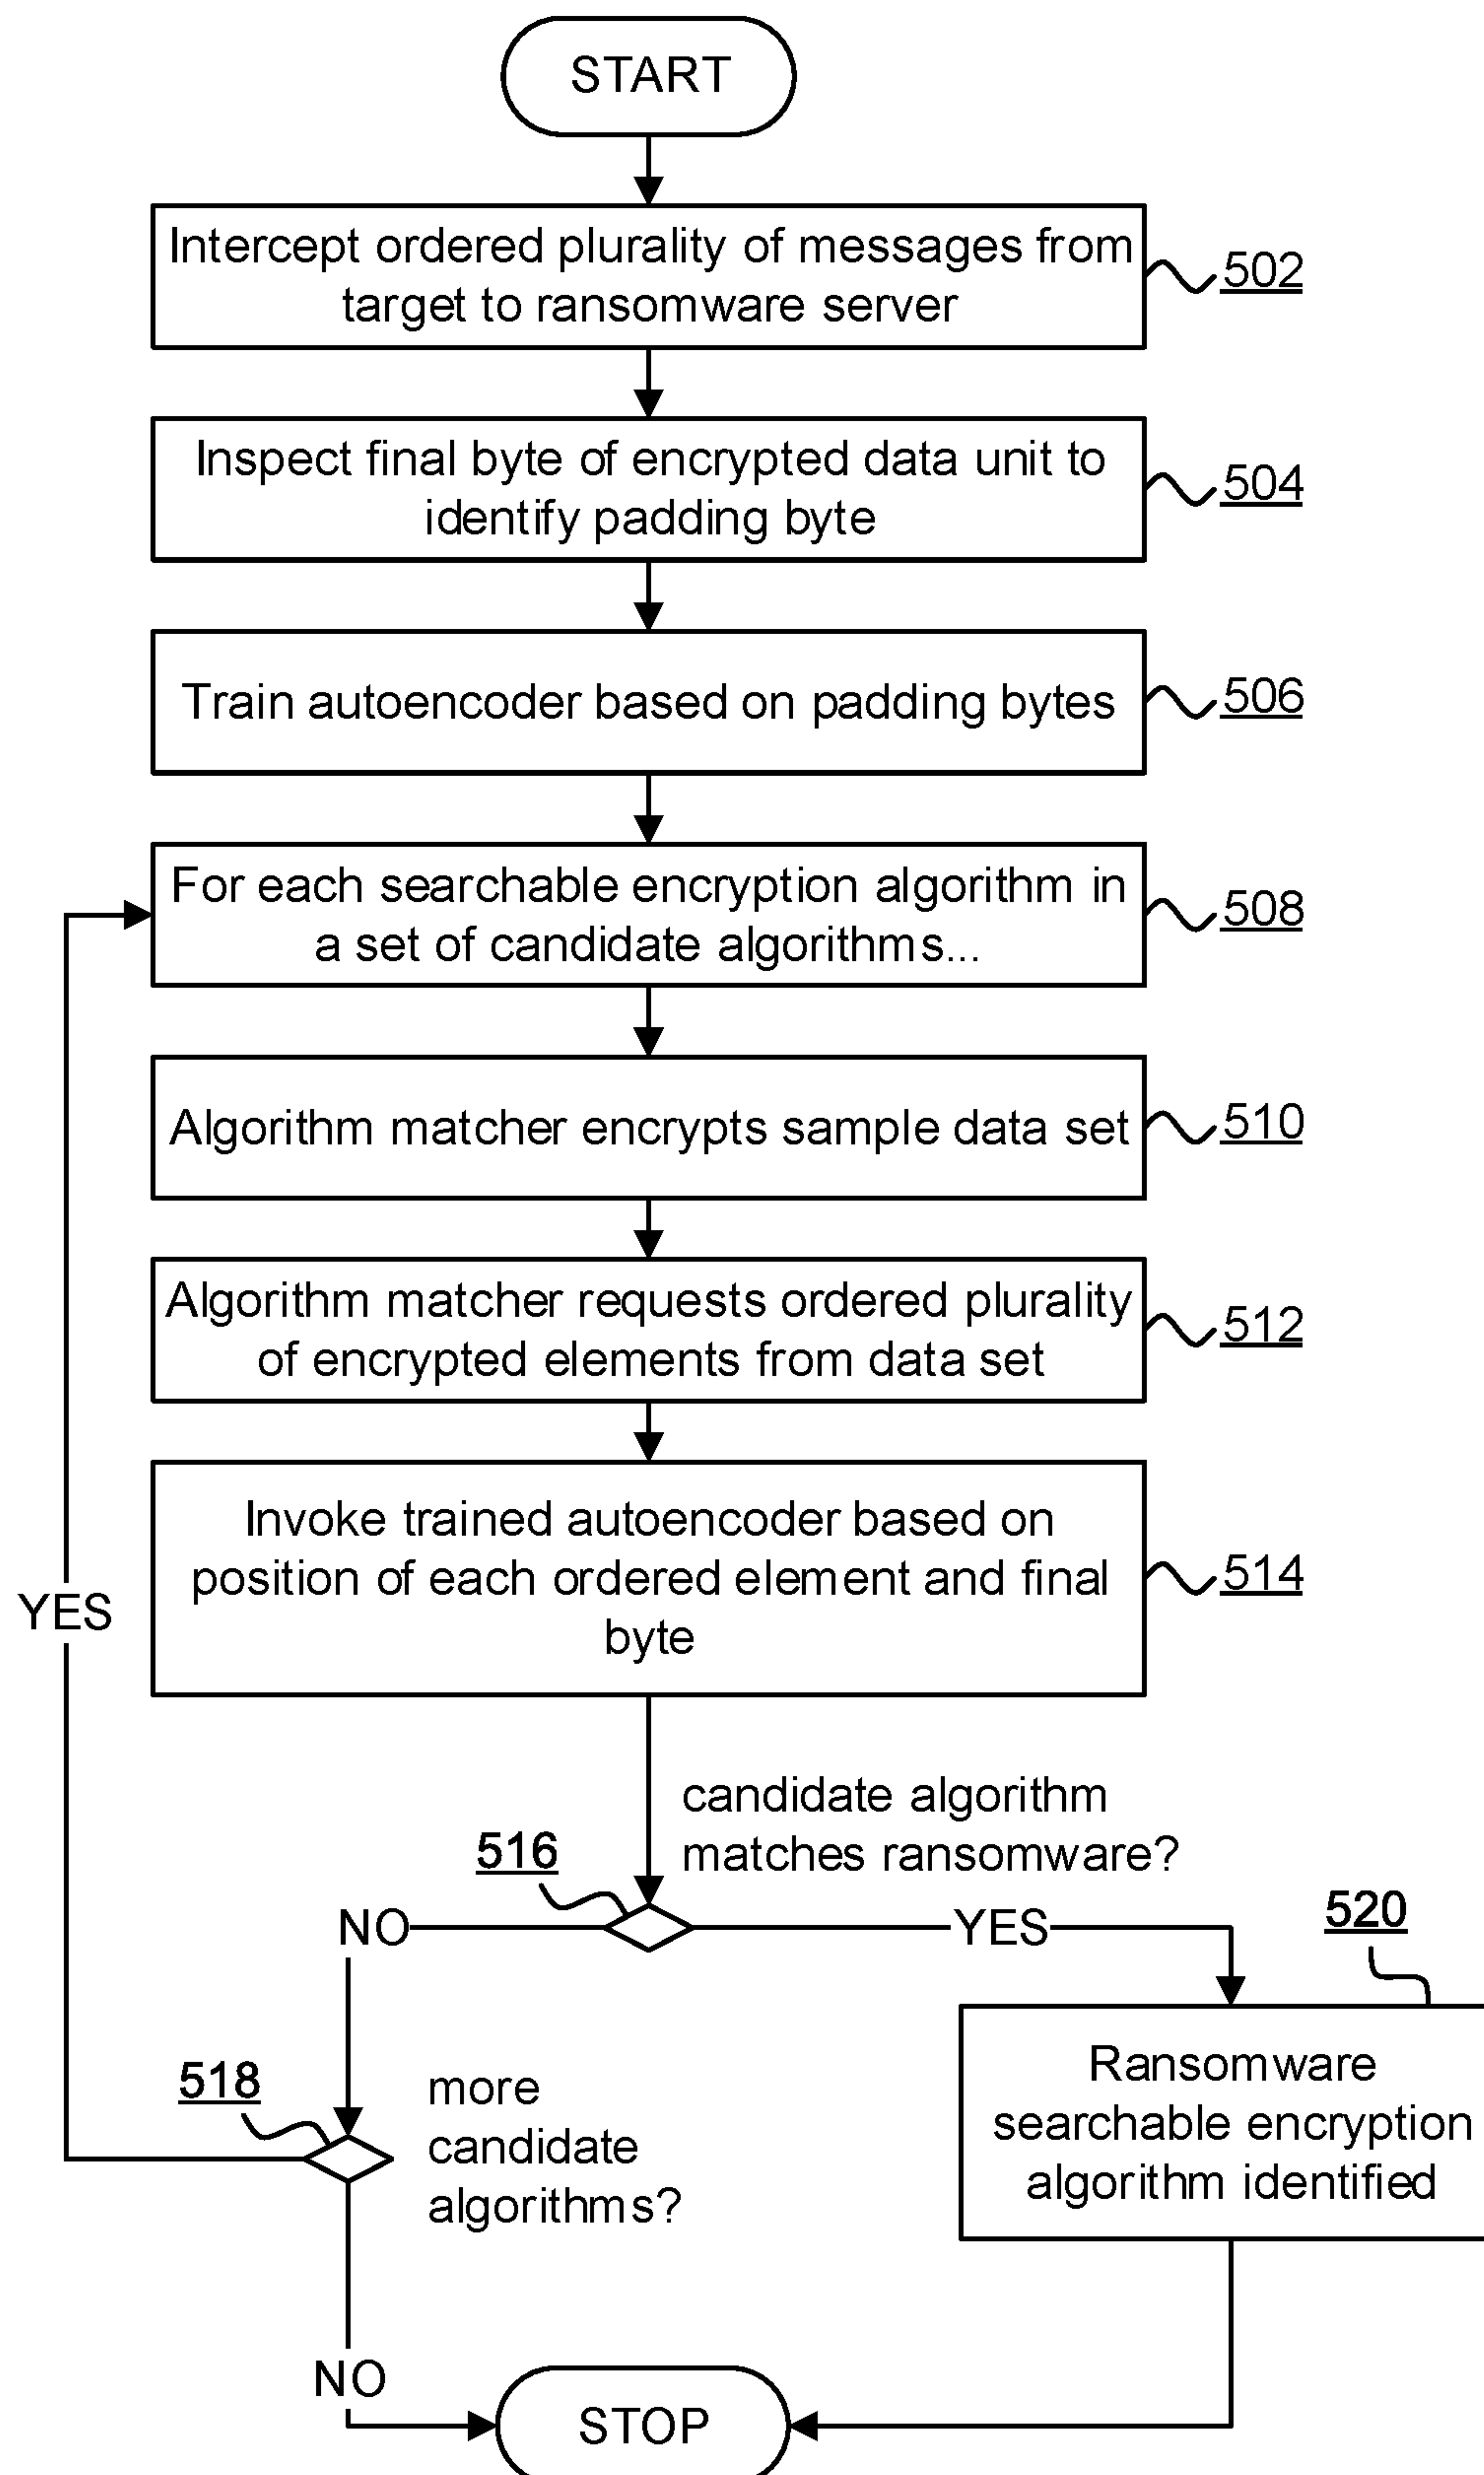 START
Intercept ordered plurality of messages from
target to ransomware server
502
Inspect final byte of encrypted data unit to
identify padding byte
504
Train autoencoder based on padding bytes
506
For each searchable encryption algorithm in
a set of candidate algorithms...
508
Algorithm matcher encrypts sample data set
510
Algorithm matcher requests ordered plurality
of encrypted elements from data set
512
Invoke trained autoencoder based on
position of each ordered element and final
byte
514
YES
candidate algorithm
matches ransomware?
516
NO
YES
520
Ransomware
searchable encryption
algorithm identified
518
more
candidate
algorithms?
NO
STOP